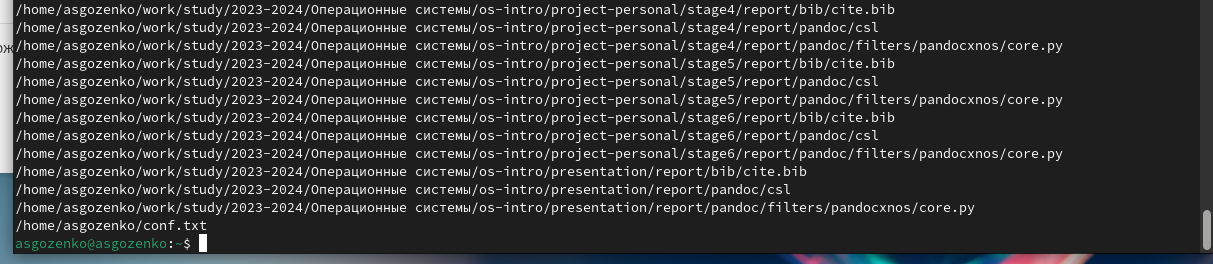 /home/asgozenko/work/study/2023-2024/Операционные системы/os-intro/project-personal/stage4/report/bib/cite.bib
/home/asgozenko/work/study/2023-2024/Операционные системы/os-intro/project-personal/stage4/report/pandoc/csl
/home/asgozenko/work/study/2023-2024/Операционные системы/os-intro/project-personal/stage4/report/pandoc/filters/pandocxnos/core.py
/home/asgozenko/work/study/2023-2024/Операционные системы/os-intro/project-personal/stage5/report/bib/cite.bib
/home/asgozenko/work/study/2023-2024/Операционные системы/os-intro/project-personal/stage5/report/pandoc/csl
/home/asgozenko/work/study/2023-2024/Операционные системы/os-intro/project-personal/stage5/report/pandoc/filters/pandocxnos/core.py
/home/asgozenko/work/study/2023-2024/Операционные системы/os-intro/project-personal/stage6/report/bib/cite.bib
/home/asgozenko/work/study/2023-2024/Операционные системы/os-intro/project-personal/stage6/report/pandoc/csl
/home/asgozenko/work/study/2023-2024/Операционные системы/os-intro/project-personal/stage6/report/pandoc/filters/pandocxnos/core.py
/home/asgozenko/work/study/2023-2024/Операционные системы/os-intro/presentation/report/bib/cite.bib
/home/asgozenko/work/study/2023-2024/Операционные системы/os-intro/presentation/report/pandoc/csl
/home/asgozenko/work/study/2023-2024/Операционные системы/os-intro/presentation/report/pandoc/filters/pandocxnos/core.py
/home/asgozenko/conf.txt
asgozenko@asgozenko:~$